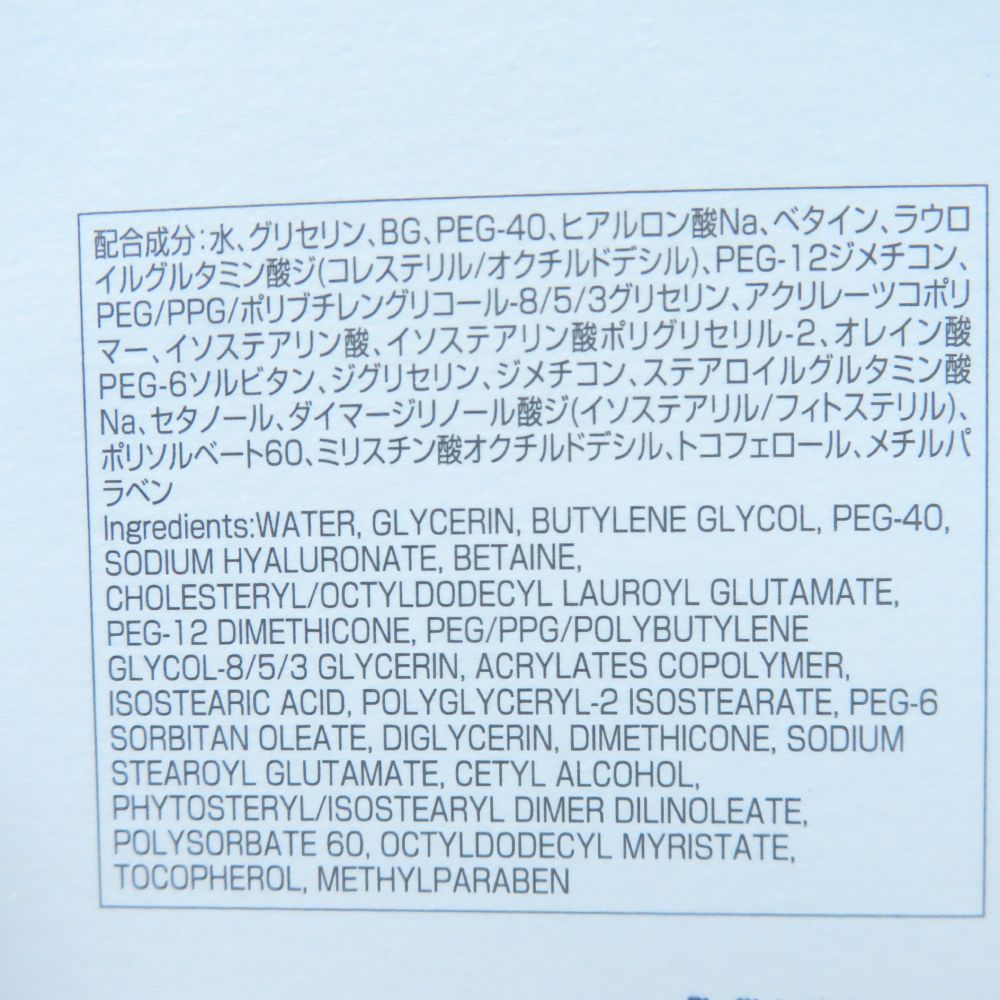 配合成分：水、グリセリン、BG、PEG-40、ヒアルロン酸Na、ベタイン、ラウロ
イルグルタミン酸ジ(コレステリル/オクチルドデシル)、PEG-12ジメチコン、
PEG/PPG/ポリブチレングリコール-8/5/3グリセリン、アクリレーツコポリ
マー、イソステアリン酸、イソステアリン酸ポリグリセリル-2、オレイン酸
PEG-6ソルビタン、ジグリセリン、ジメチコン、ステアロイルグルタミン酸
Na、セタノール、ダイマージリノール酸ジ(イソステアリル/フィトステリル)、
ポリソルベート60、ミリスチン酸オクチルドデシル、トコフェロール、メチルパ
ラベン
Ingredients:WATER, GLYCERIN, BUTYLENE GLYCOL, PEG-40,
SODIUM HYALURONATE, BETAINE,
CHOLESTERYL/OCTYLDODECYL LAUROYL GLUTAMATE,
PEG-12 DIMETHICONE, PEG/PPG/POLYBUTYLENE
GLYCOL-8/5/3 GLYCERIN, ACRYLATES COPOLYMER,
ISOSTEARIC ACID, POLYGLYCERYL-2 ISOSTEARATE, PEG-6
SORBITAN OLEATE, DIGLYCERIN, DIMETHICONE, SODIUM
STEAROYL GLUTAMATE, CETYL ALCOHOL,
PHYTOSTERYL/ISOSTEARYL DIMER DILINOLEATE,
POLYSORBATE 60, OCTYLDODECYL MYRISTATE,
TOCOPHEROL, METHYLPARABEN